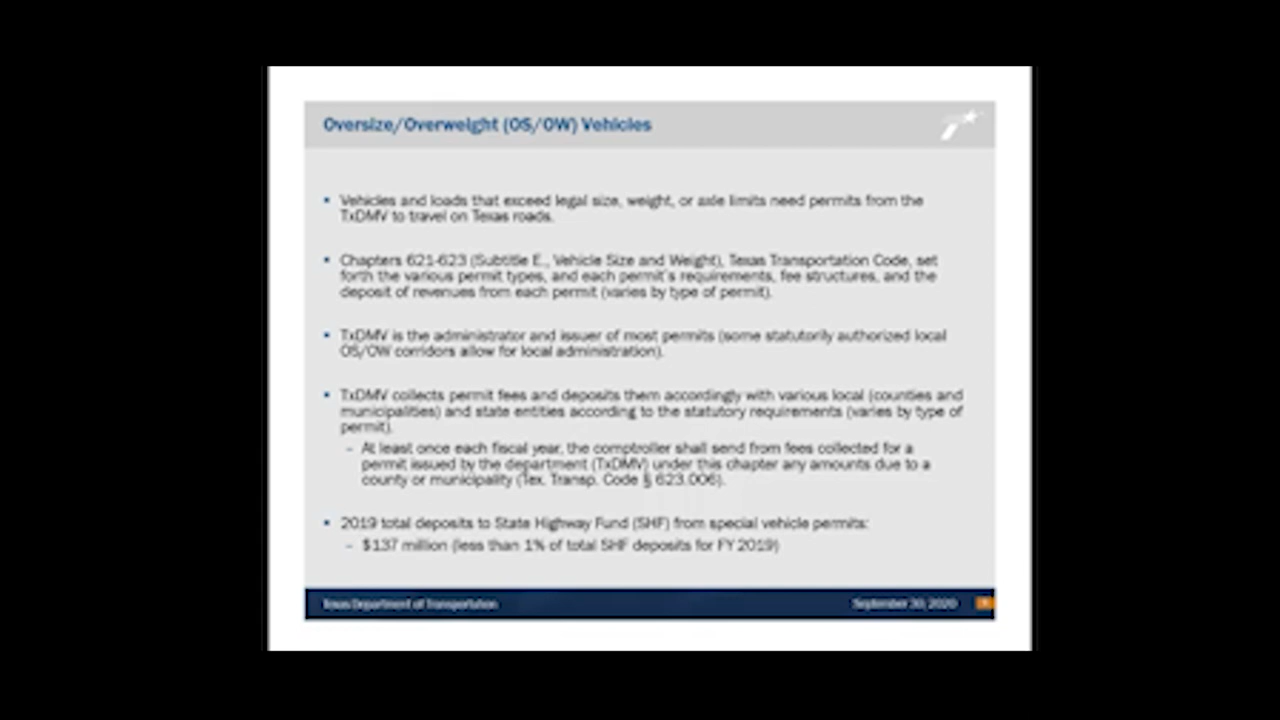 Oversize/Overweight (OS/OW) Vehicles
▪ Vehicles and loads that exceed legal size, weight, or axle limits need permits from the
TxDMV to travel on Texas roads.
▪ Chapters 621-623 (Subtitle E., Vehicle Size and Weight), Texas Transportation Code, set
forth the various permit types, and each permit's requirements, fee structures, and the
deposit of revenues from each permit (varies by type of permit).
▪ TxDMV is the administrator and issuer of most permits (some statutorily authorized local
OS/OW corridors allow for local administration).
▪ TxDMV collects permit fees and deposits them accordingly with various local (counties and
municipalities) and state entities according to the statutory requirements (varies by type of
permit).
– At least once each fiscal year, the comptroller shall send from fees collected for a
permit issued by the department (TxDMV) under this chapter any amounts due to a
county or municipality (Tex. Transp. Code § 623.006).
▪ 2019 total deposits to State Highway Fund (SHF) from special vehicle permits:
– $137 million (less than 1% of total SHF deposits for FY 2019)
Texas Department of Transportation
September 30, 2020